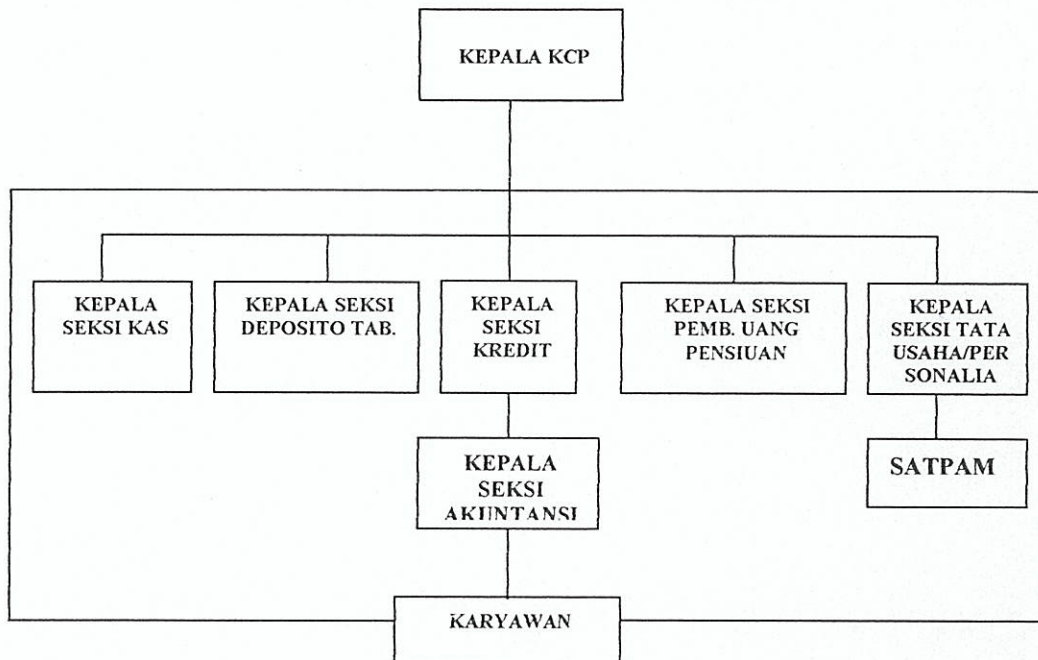 KEPALA KCP
KEPALA
SEKSI KAS
KEPALA SEKSI
DEPOSITO TAB.
KEPALA
SEKSI
KREDIT
KEPALA SEKSI
PEMB. UANG
PENSIUAN
KEPALA
SEKSI TATA
USAHA/PER
SONALIA
KEPALA
SEKSI
AKUNTANSI
SATPAM
KARYAWAN